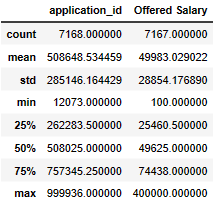 application_id Offered Salary
count 7168.000000 7167.000000
mean 508648.534459 49983.029022
std 285146.164429 28854.176890
min 12073.000000 100.000000
25% 262283.500000 25460.500000
50% 508025.000000 49625.000000
75% 757345.250000 74438.000000
max 999936.000000 400000.000000